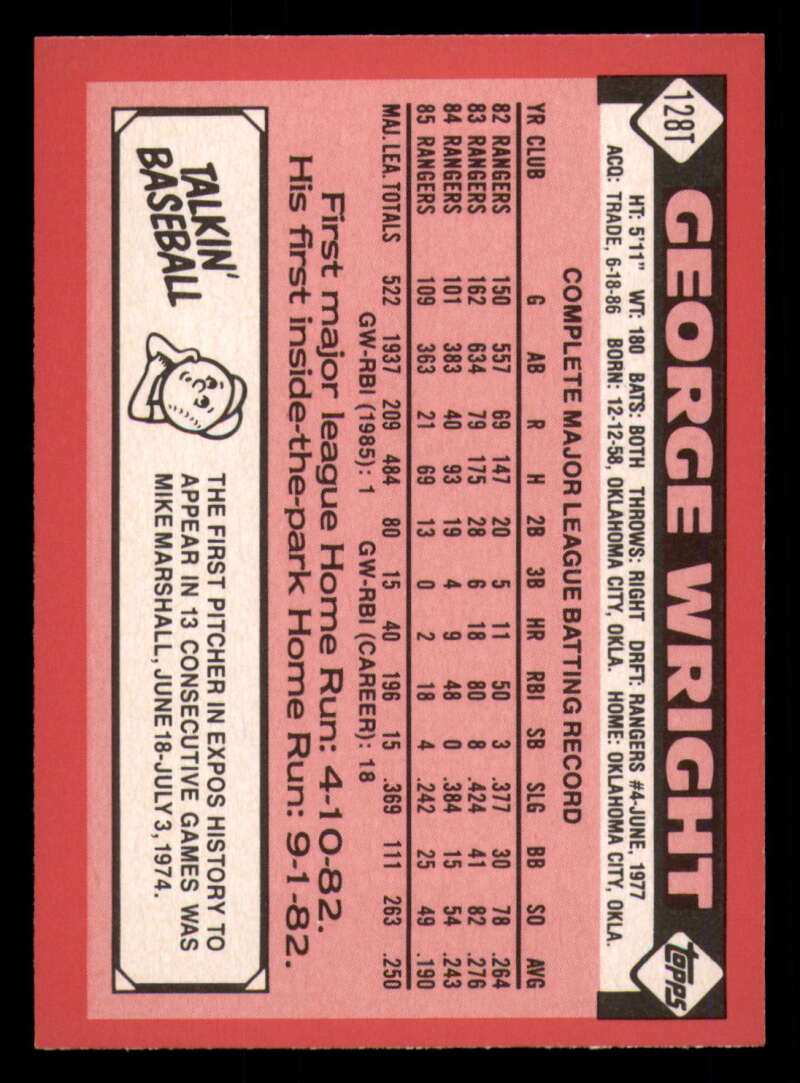 128T
GEORGE WRIGHT
topps
HT: 5'11" WT: 180 BATS: BOTH THROWS: RIGHT DRFT: RANGERS #4-JUNE, 1977
ACQ: TRADE, 6-18-86 BORN: 12-12-58, OKLAHOMA CITY, OKLA. HOME: OKLAHOMA CITY, OKLA.
COMPLETE MAJOR LEAGUE BATTING RECORD
YR CLUB G AB R H 2B 3B HR RBI SB SLG BB SO AVG
82 RANGERS 150 557 69 147 20 5 11 50 3 .377 30 78 .264
83 RANGERS 162 634 79 175 28 6 18 80 8 .424 41 82 .276
84 RANGERS 101 383 40 93 19 4 9 48 0 .384 15 54 .243
85 RANGERS 109 363 21 69 13 0 2 18 4 .242 25 49 .190
MAJ. LEA. TOTALS 522 1937 209 484 80 15 40 196 15 .369 111 263 .250
GW-RBI (1985): 1 GW-RBI (CAREER): 18
First major league Home Run: 4-10-82.
His first inside-the-park Home Run: 9-1-82.
TALKIN'
BASEBALL
THE FIRST PITCHER IN EXPOS HISTORY TO
APPEAR IN 13 CONSECUTIVE GAMES WAS
MIKE MARSHALL, JUNE 18-JULY 3, 1974.